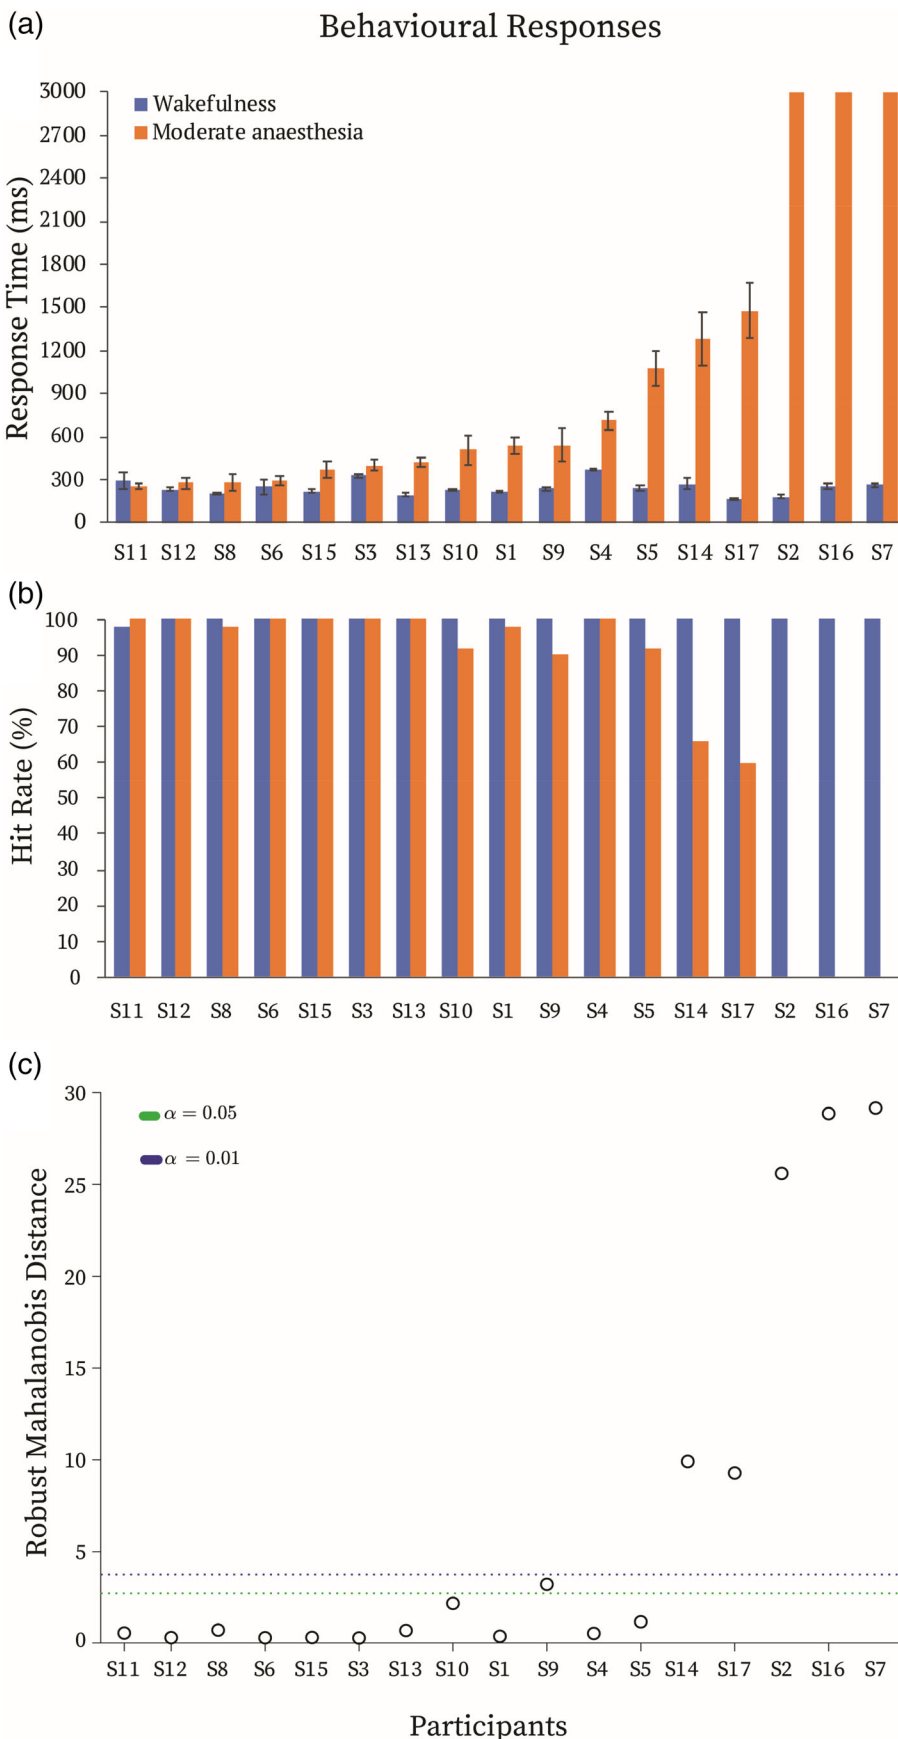 (a)
Behavioural Responses
Wakefulness
Moderate anaesthesia
Response Time (ms)
3000
2700
2400
2100
1800
1500
1200
900
600
300
0
S11 S12 S8 S6 S15 S3 S13 S10 S1 S9 S4 S5 S14 S17 S2 S16 S7
(b)
Hit Rate (%)
100
90
80
70
60
50
40
30
20
10
0
S11 S12 S8 S6 S15 S3 S13 S10 S1 S9 S4 S5 S14 S17 S2 S16 S7
(c)
α = 0.05
α = 0.01
Robust Mahalanobis Distance
30
25
20
15
10
5
0
S11 S12 S8 S6 S15 S3 S13 S10 S1 S9 S4 S5 S14 S17 S2 S16 S7
Participants